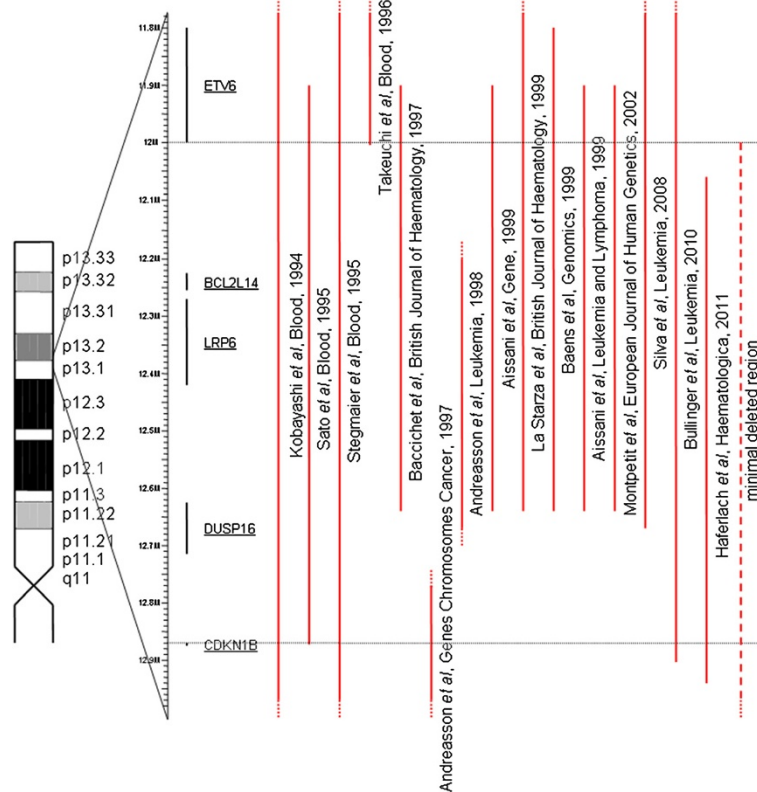 p13.33
p13.32
p13.31
p13.2
p13.1
p12.3
p12.2
p12.1
p11.3
p11.22
p11.21
p11.1
q11
11.8M
11.9M
12M
12.1M
12.2M
12.3M
12.4M
12.5M
12.6M
12.7M
12.8M
12.9M
ETV6
BCL2L14
LRP6
DUSP16
CDKN1B
Kobayashi et al, Blood, 1994
Sato et al, Blood, 1995
Stegmaier et al, Blood, 1995
Takeuchi et al, Blood, 1996
Baccichet et al, British Journal of Haematology, 1997
Andreasson et al, Genes Chromosomes Cancer, 1997
Andreasson et al, Leukemia, 1998
Aissani et al, Gene, 1999
La Starza et al, British Journal of Haematology, 1999
Baens et al, Genomics, 1999
Aissani et al, Leukemia and Lymphoma, 1999
Montpetit et al, European Journal of Human Genetics, 2002
Silva et al, Leukemia, 2008
Bullinger et al, Leukemia, 2010
Haferlach et al, Haematologica, 2011
minimal deleted region